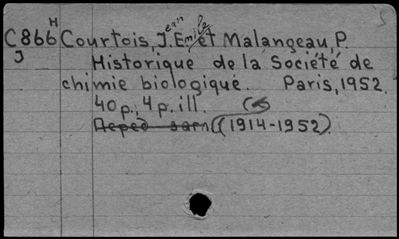 C866 H Courtois, J.ean Emile et Malangeau, P.
J Historique de la Société de
chimie biologique. Paris, 1952.
40 p., 4 p. ill.
(1914-1952)